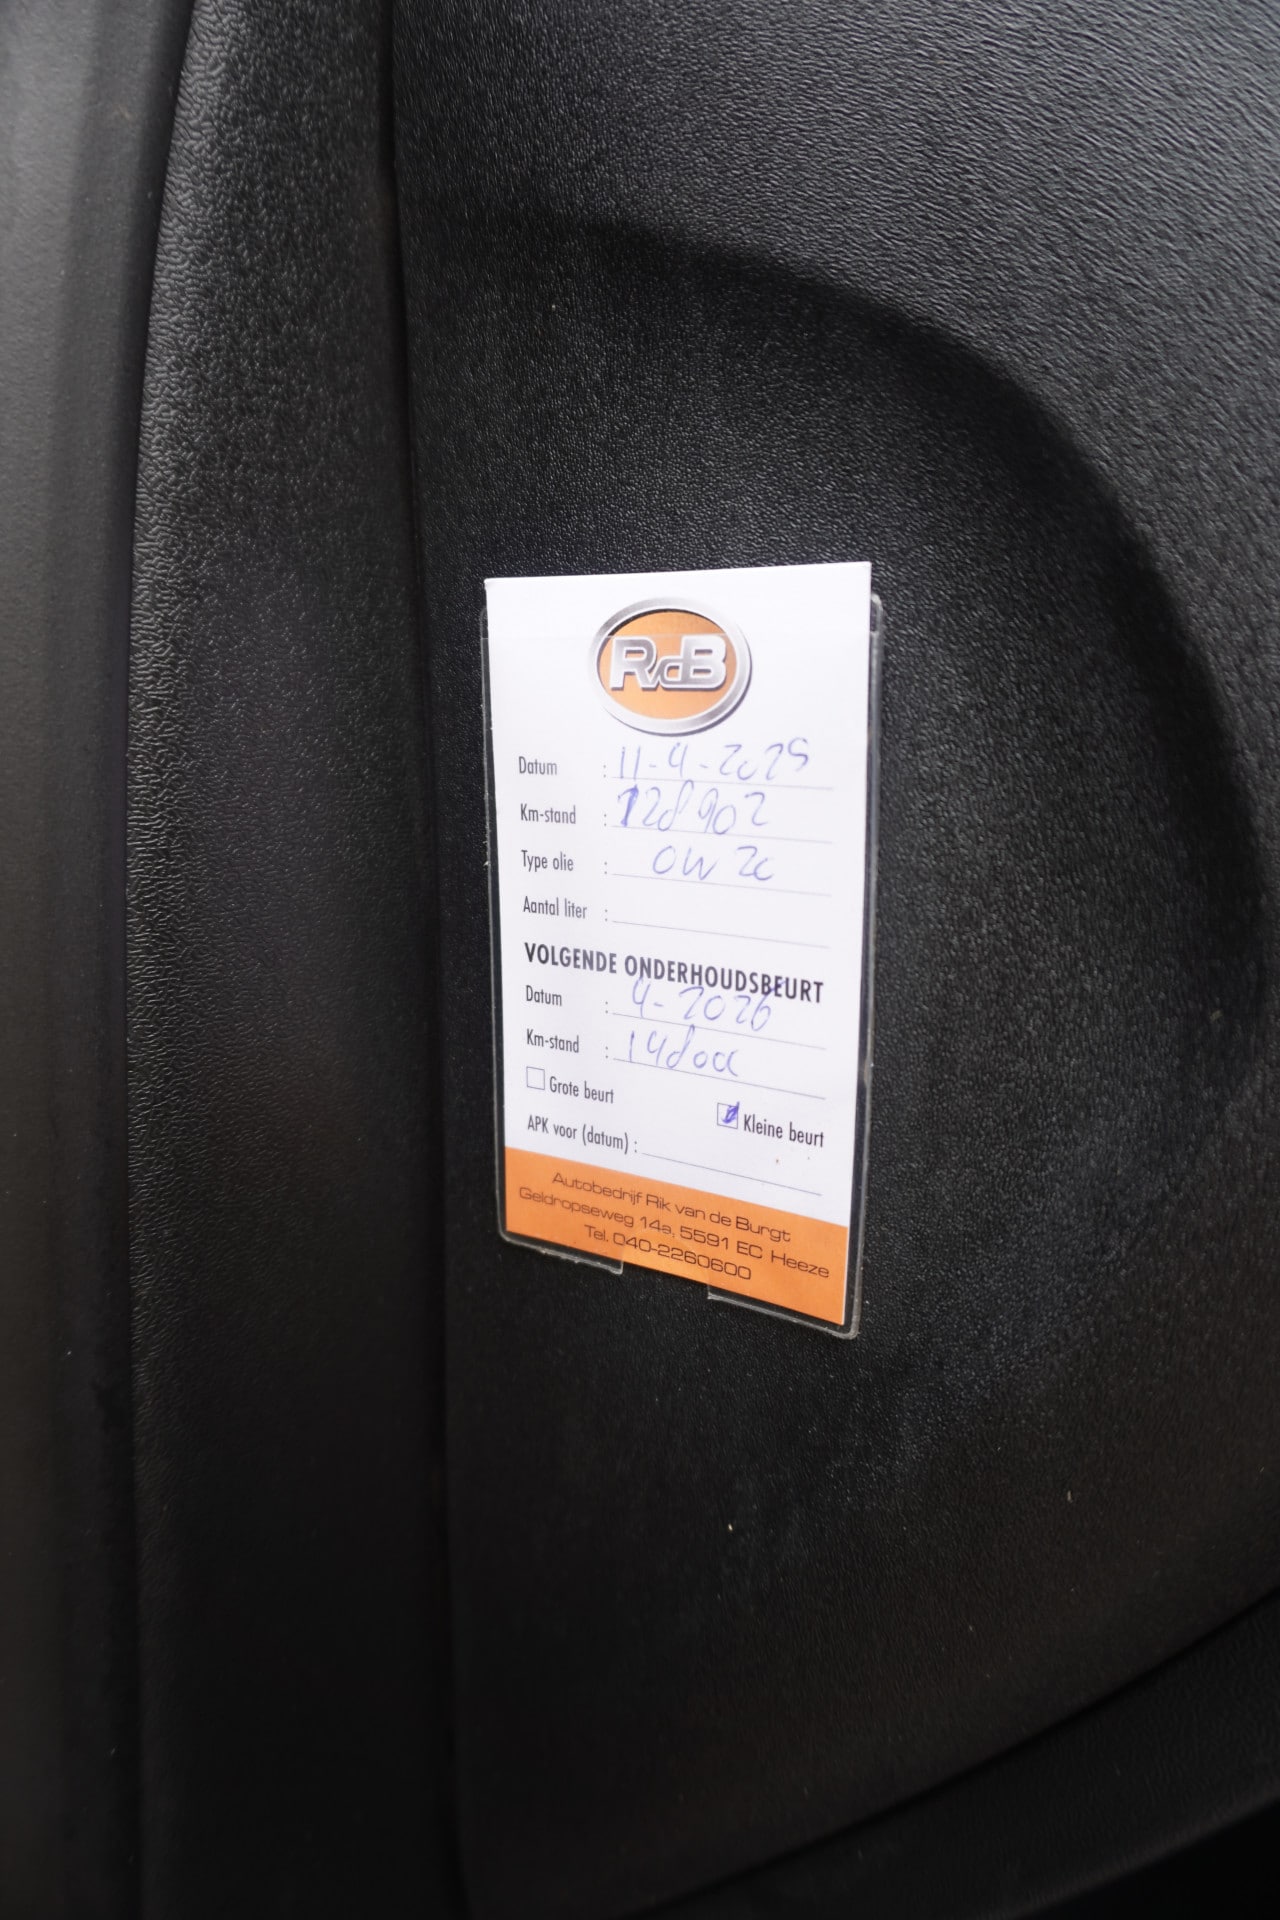 RvdB
Datum : 11-4-2025
Km-stand : 128902
Type olie : 0W20
Aantal liter :
VOLGENDE ONDERHOUDSBEURT
Datum : 4-2026
Km-stand : 148000
Grote beurt
Kleine beurt
APK voor (datum) :
Autobedrijf Rik van de Burgt
Geldropseweg 14a, 5591 EC Heeze
Tel. 040-2260600